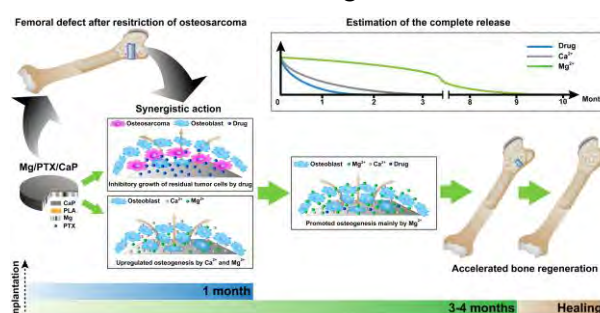 Femoral defect after resitriction of osteosarcoma
Estimation of the complete release
Drug
Ca²⁺
Mg²⁺
0 1 2 3 8 9 10 Month
Synergistic action
Mg/PTX/CaP
CaP
PLA
Mg
PTX
Osteosarcoma Osteoblast Drug
Inhibitory growth of residual tumor cells by drug
Osteoblast Ca²⁺ Mg²⁺
Upregulated osteogenesis by Ca²⁺ and Mg²⁺
Osteoblast Mg²⁺ Ca²⁺ Drug
Promoted osteogenesis mainly by Mg²⁺
Accelerated bone regeneration
1 month
3-4 months
Healing